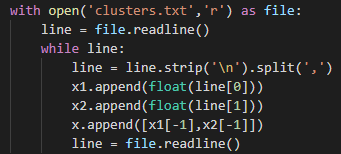 with open('clusters.txt','r') as file:
    line = file.readline()
    while line:
        line = line.strip('\n').split(',')
        x1.append(float(line[0]))
        x2.append(float(line[1]))
        x.append([x1[-1],x2[-1]])
        line = file.readline()